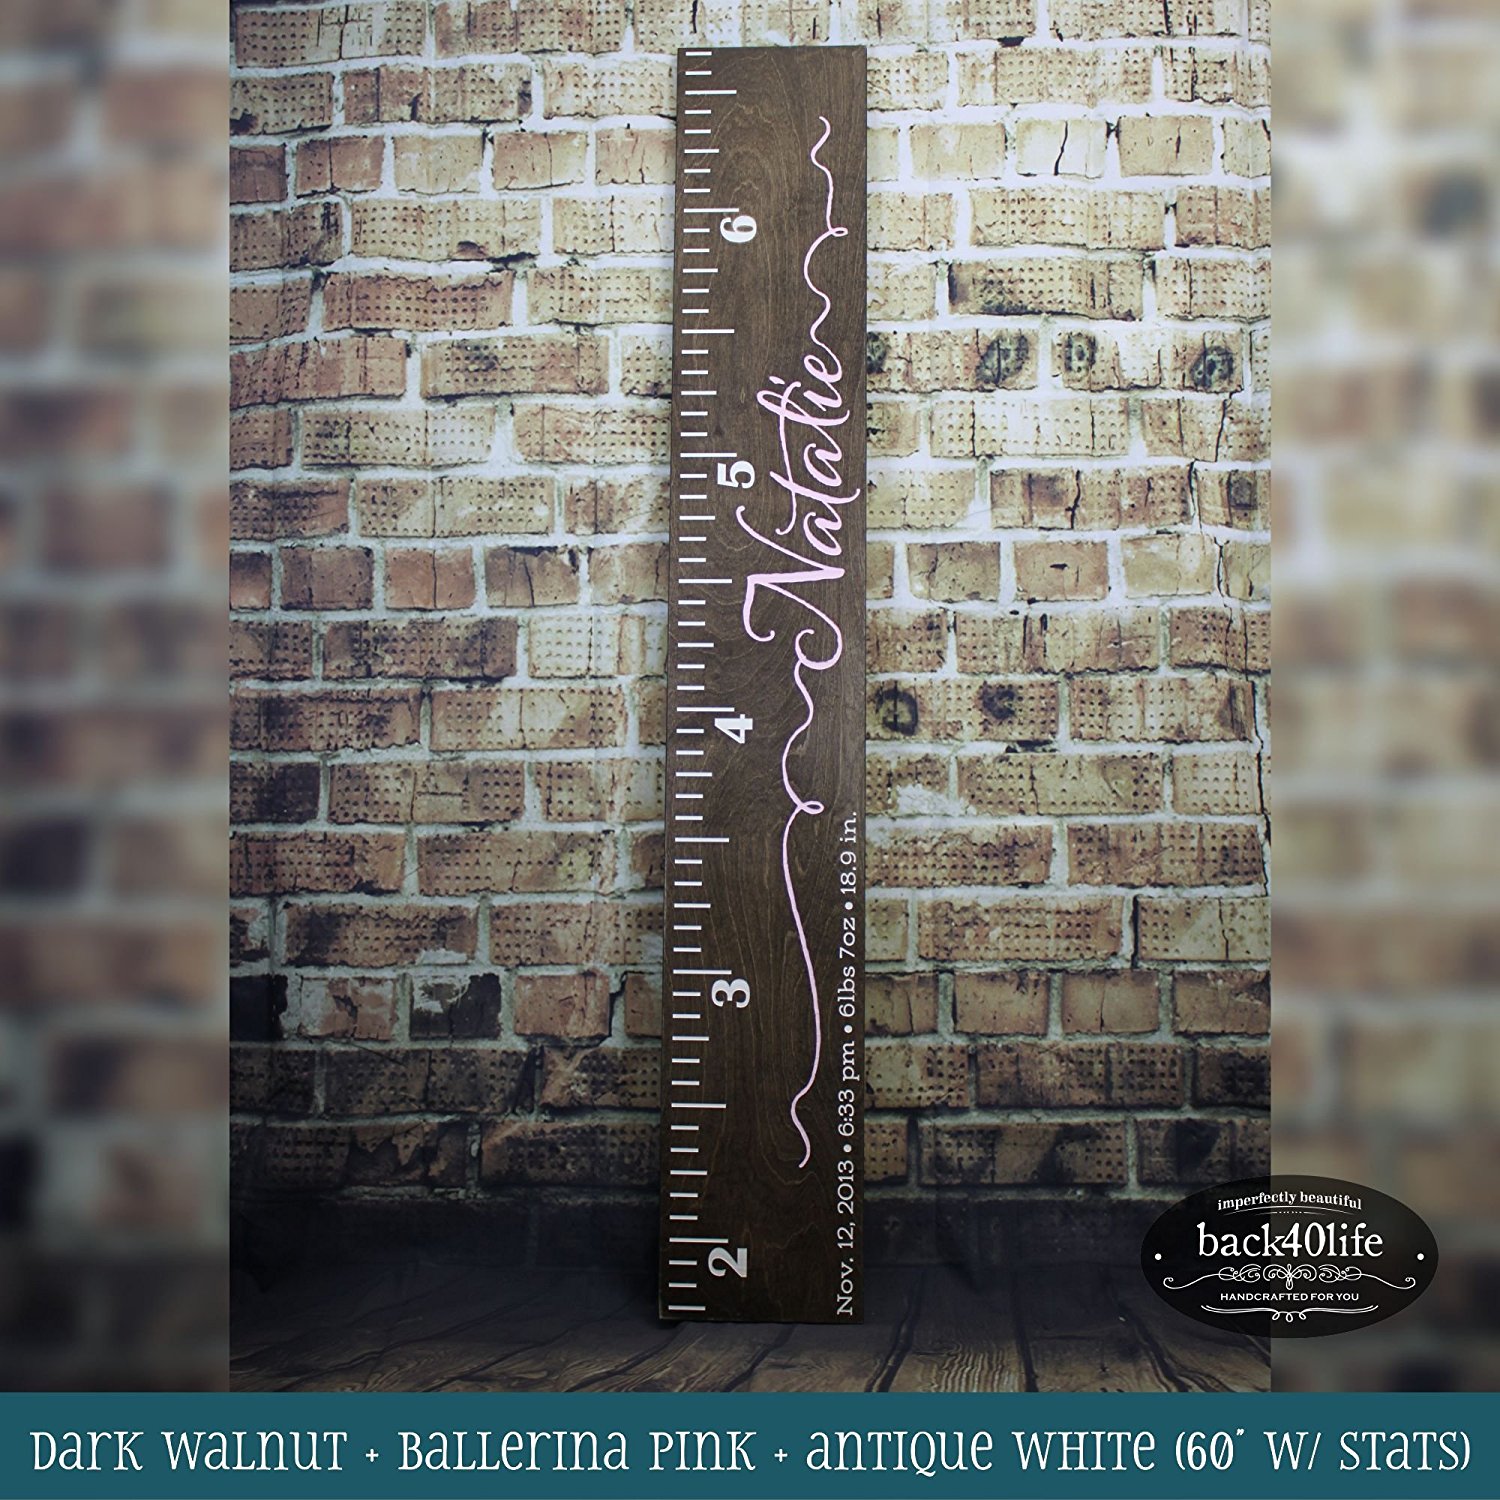 6
5
4
3
2
Natalie
Nov. 12, 2013 • 6:33 pm • 6lbs 7oz • 18.9 in.
imperfectly beautiful
back40life
HANDCRAFTED FOR YOU
Dark Walnut + Ballerina Pink + Antique White (60" w/ Stats)